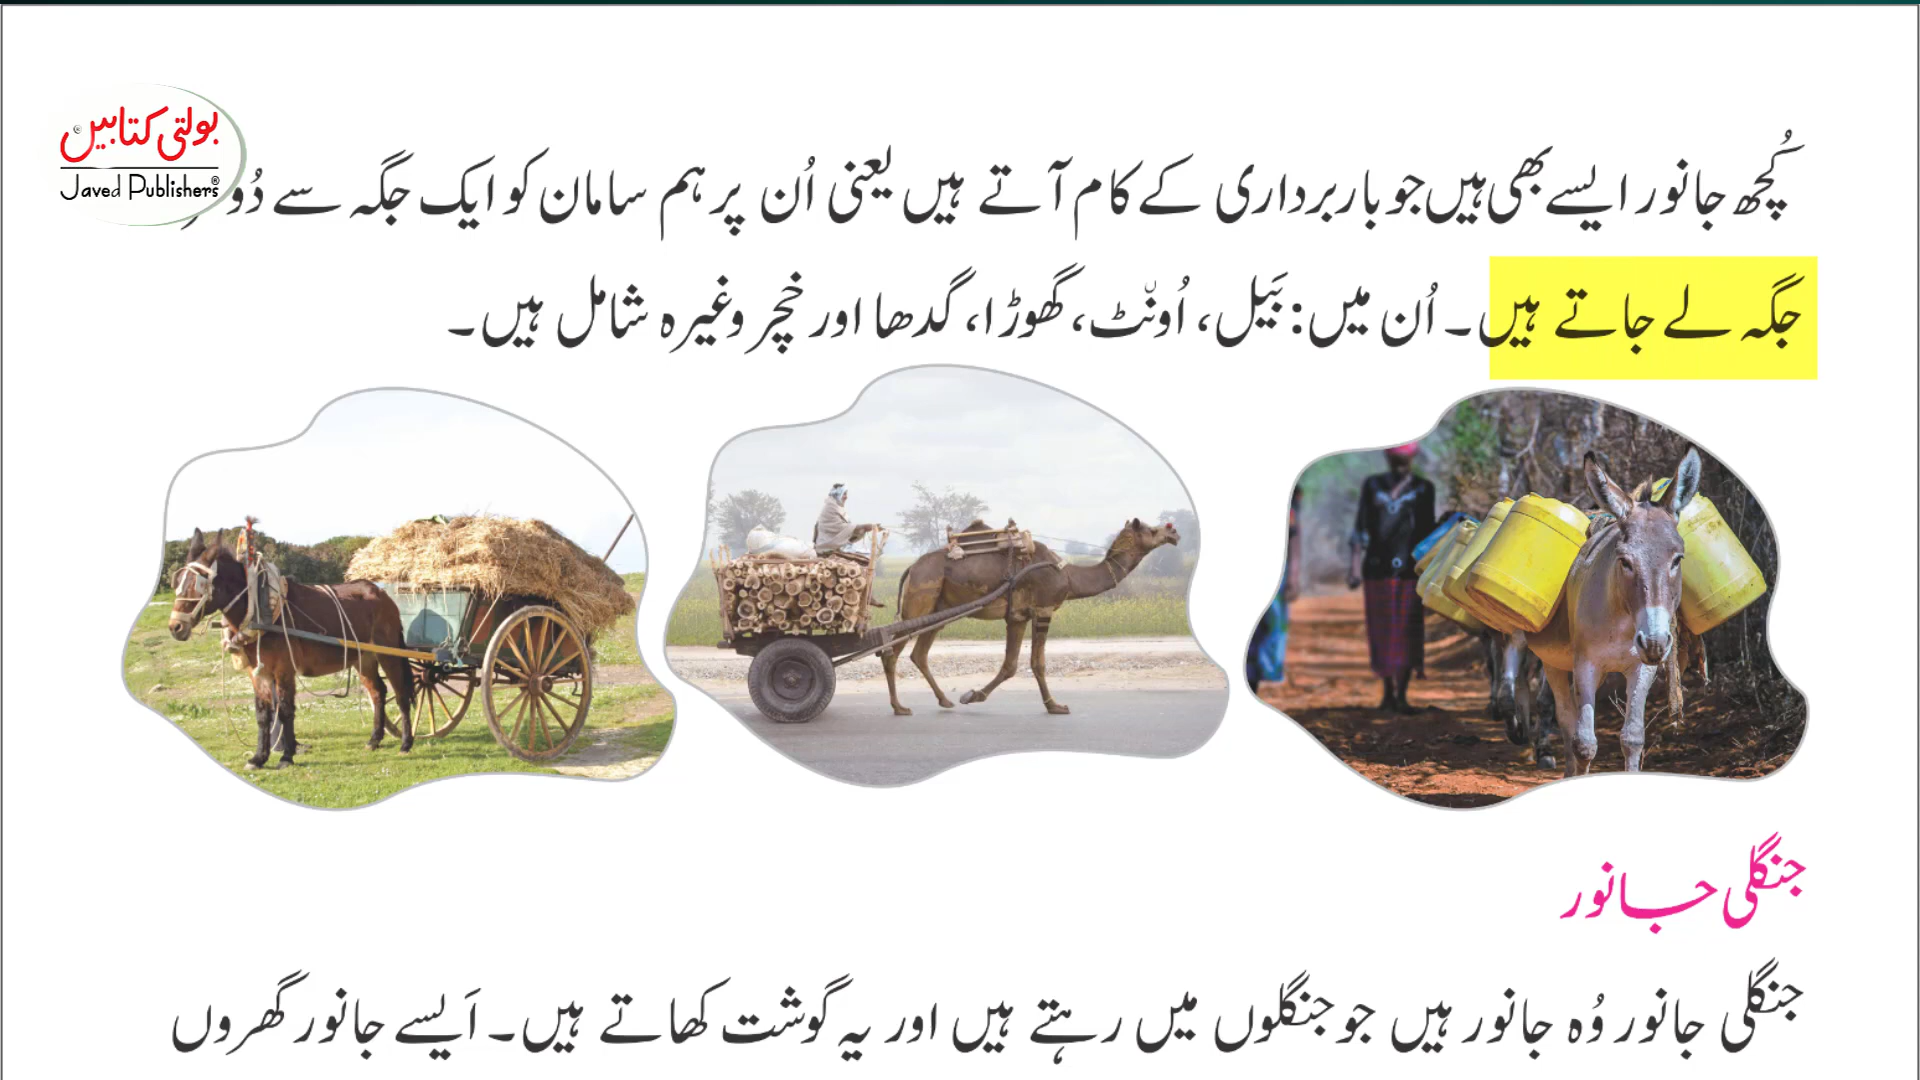 بولتی کتابیں
Javed Publishers®
کُچھ جانور ایسے بھی ہیں جو باربرداری کے کام آتے ہیں یعنی اُن پر ہم سامان کو ایک جگہ سے
جگہ لے جاتے ہیں۔ اُن میں: بَیل، اُونٹ، گھوڑا، گدھا اور خچر وغیرہ شامل ہیں۔
جنگلی جانور
جنگلی جانور وُہ جانور ہیں جو جنگلوں میں رہتے ہیں اور یہ گوشت کھاتے ہیں۔ اَیسے جانور گھروں